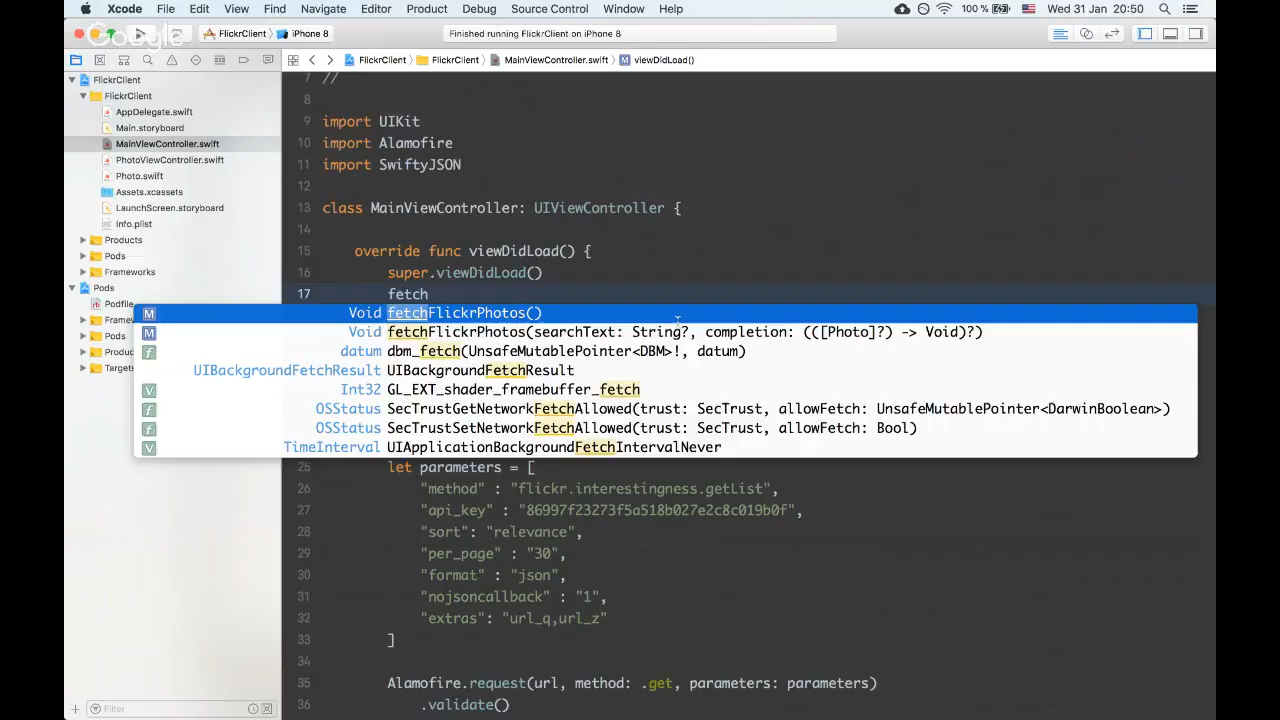 Xcode File Edit View Find Navigate Editor Product Debug Source Control Window Help 100 % Wed 31 Jan 20:50
Google
FlickrClient iPhone 8 Finished running FlickrClient on iPhone 8
FlickrClient FlickrClient MainViewController.swift M viewDidLoad()
FlickrClient
FlickrClient
AppDelegate.swift
Main.storyboard
MainViewController.swift
PhotoViewController.swift
Photo.swift
Assets.xcassets
LaunchScreen.storyboard
Info.plist
Products
Pods
Frameworks
Pods
Podfile
Framew
Pods
Produc
Targets
7 //
8
9 import UIKit
10 import Alamofire
11 import SwiftyJSON
12
13 class MainViewController: UIViewController {
14
15 override func viewDidLoad() {
16 super.viewDidLoad()
17 fetch
M Void fetchFlickrPhotos()
M Void fetchFlickrPhotos(searchText: String?, completion: (([Photo]?) -> Void)?)
f datum dbm_fetch(UnsafeMutablePointer<DBM>!, datum)
UIBackgroundFetchResult UIBackgroundFetchResult
V Int32 GL_EXT_shader_framebuffer_fetch
f OSStatus SecTrustGetNetworkFetchAllowed(trust: SecTrust, allowFetch: UnsafeMutablePointer<DarwinBoolean>)
f OSStatus SecTrustSetNetworkFetchAllowed(trust: SecTrust, allowFetch: Bool)
V TimeInterval UIApplicationBackgroundFetchIntervalNever
25 let parameters = [
26 "method" : "flickr.interestingness.getList",
27 "api_key" : "86997f23273f5a518b027e2c8c019b0f",
28 "sort": "relevance",
29 "per_page" : "30",
30 "format" : "json",
31 "nojsoncallback" : "1",
32 "extras": "url_q,url_z"
33 ]
34
35 Alamofire.request(url, method: .get, parameters: parameters)
36 .validate()
Filter